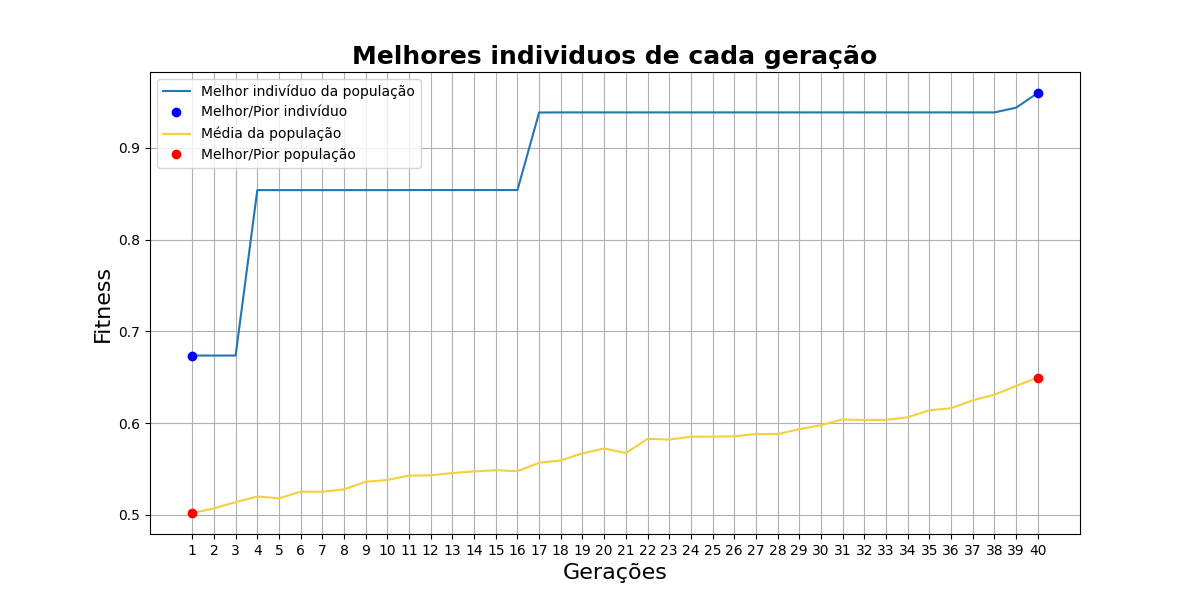 Melhores individuos de cada geração
Melhor indivíduo da população
Melhor/Pior indivíduo
Média da população
Melhor/Pior população
0.9
0.8
0.7
0.6
0.5
Fitness
1 2 3 4 5 6 7 8 9 10 11 12 13 14 15 16 17 18 19 20 21 22 23 24 25 26 27 28 29 30 31 32 33 34 35 36 37 38 39 40
Gerações